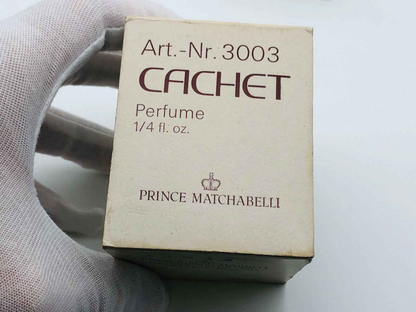 Art.-Nr. 3003
CACHET
Perfume
1/4 fl. oz.
PRINCE MATCHABELLI